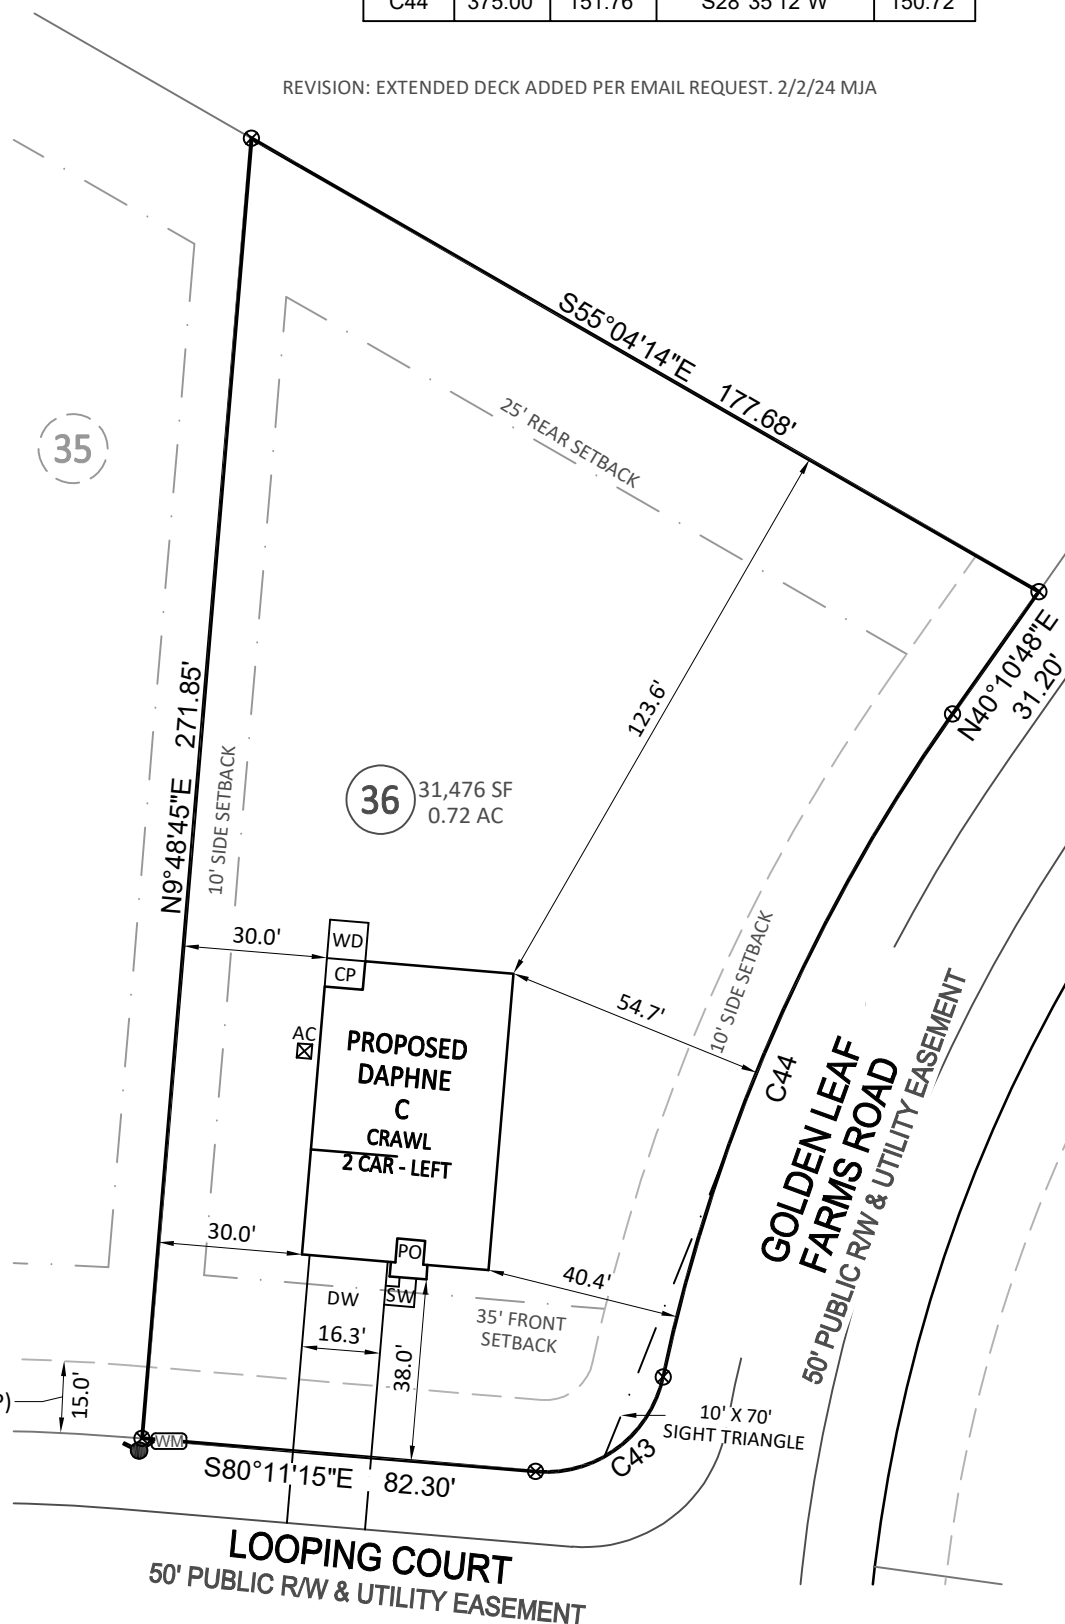 C44 375.00 151.76 S28°35'12"W 150.72
REVISION: EXTENDED DECK ADDED PER EMAIL REQUEST. 2/2/24 MJA
S55°04'14"E 177.68'
25' REAR SETBACK
35
N40°10'48"E
31.20'
123.6'
N9°48'45"E 271.85'
10' SIDE SETBACK
36
31,476 SF
0.72 AC
30.0'
WD
CP
54.7'
10' SIDE SETBACK
AC
PROPOSED
DAPHNE
C
CRAWL
2 CAR - LEFT
C44
GOLDEN LEAF
FARMS ROAD
50' PUBLIC R/W & UTILITY EASEMENT
30.0'
PO
40.4'
DW
SW
16.3'
38.0'
35' FRONT
SETBACK
15.0'
P)
WM
10' X 70'
SIGHT TRIANGLE
C43
S80°11'15"E 82.30'
LOOPING COURT
50' PUBLIC R/W & UTILITY EASEMENT